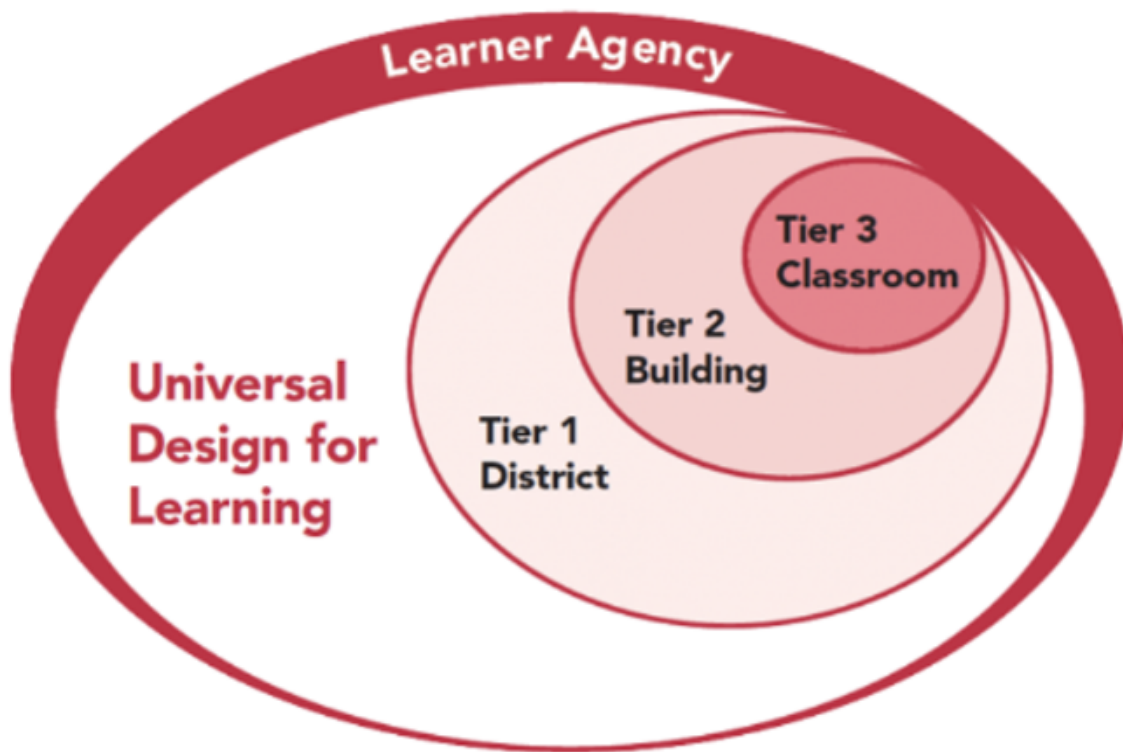 Learner Agency
Tier 3
Classroom
Tier 2
Building
Universal
Design for
Learning
Tier 1
District